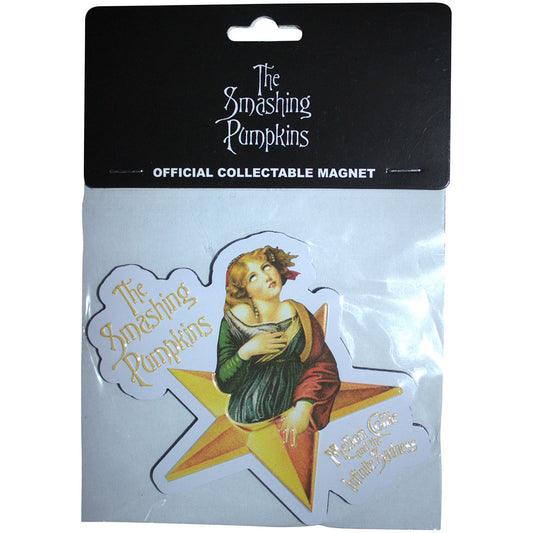 The
Smashing
Pumpkins
OFFICIAL COLLECTABLE MAGNET
The
Smashing
Pumpkins
Mellon Collie
and the
Infinite Sadness